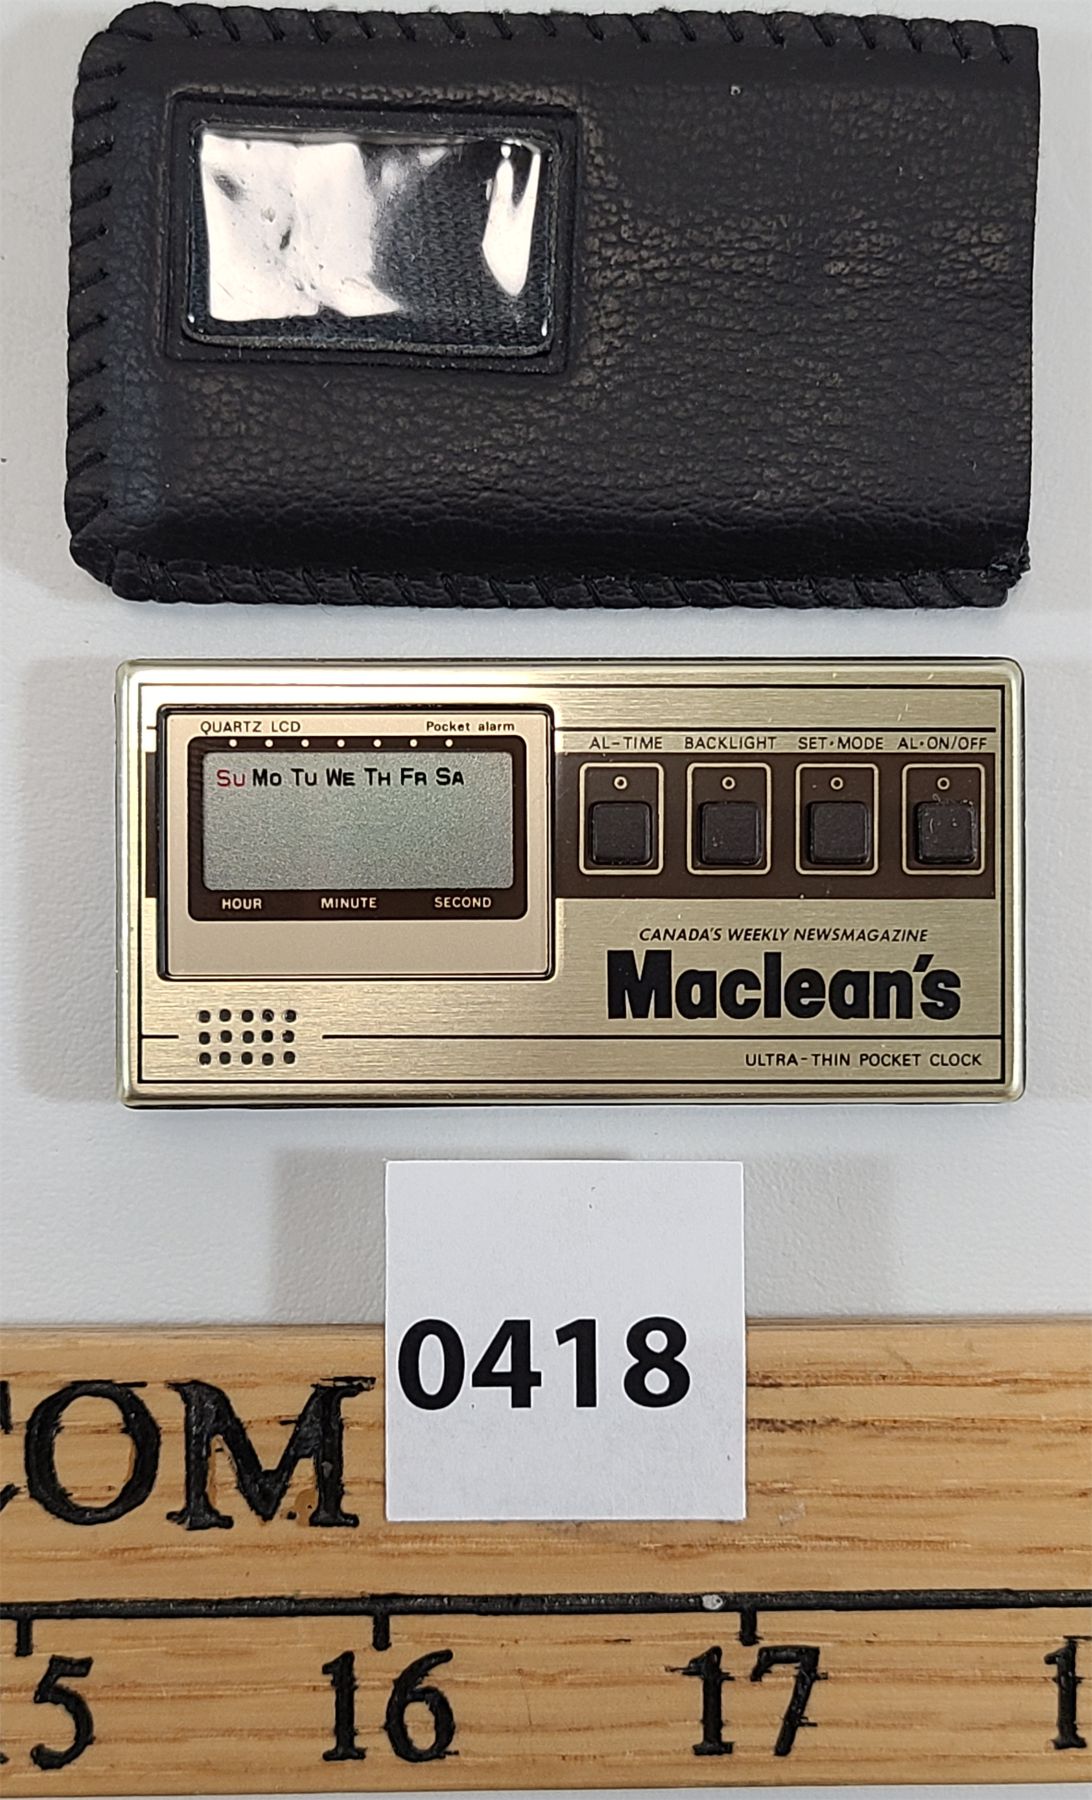 QUARTZ LCD Pocket alarm
SU MO TU WE TH FR SA
HOUR MINUTE SECOND
AL-TIME BACKLIGHT SET•MODE AL•ON/OFF
CANADA'S WEEKLY NEWSMAGAZINE
Maclean's
ULTRA-THIN POCKET CLOCK
0418
COM
15 16 17